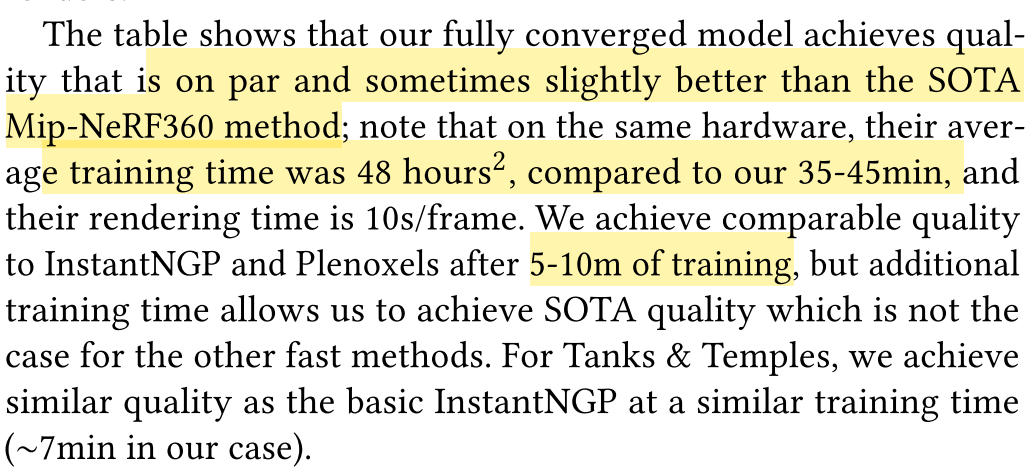 The table shows that our fully converged model achieves qual-
ity that is on par and sometimes slightly better than the SOTA
Mip-NeRF360 method; note that on the same hardware, their aver-
age training time was 48 hours², compared to our 35-45min, and
their rendering time is 10s/frame. We achieve comparable quality
to InstantNGP and Plenoxels after 5-10m of training, but additional
training time allows us to achieve SOTA quality which is not the
case for the other fast methods. For Tanks & Temples, we achieve
similar quality as the basic InstantNGP at a similar training time
(~7min in our case).